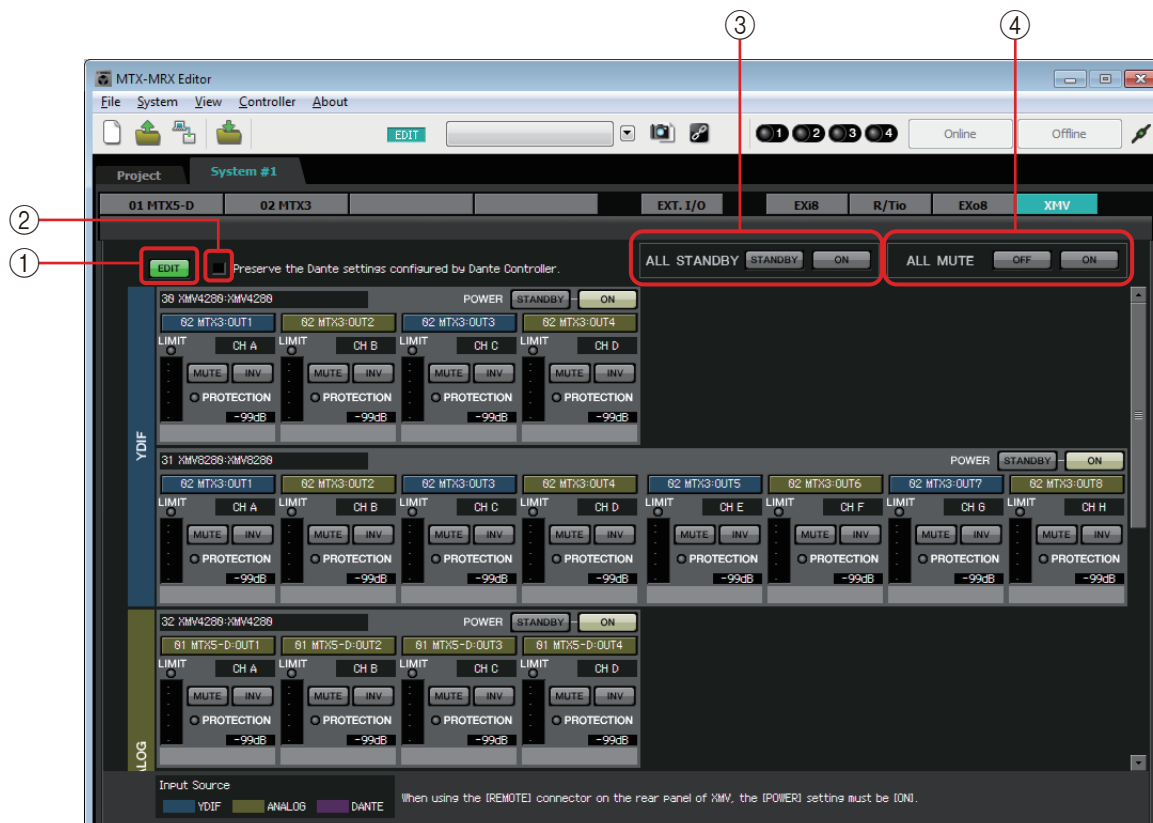 ③ ④
MTX-MRX Editor
File System View Controller About
EDIT 1 2 3 4 Online Offline
Project System #1
01 MTX5-D 02 MTX3 EXT. I/O EXi8 R/Tio EXo8 XMV
②
①
EDIT Preserve the Dante settings configured by Dante Controller. ALL STANDBY STANDBY ON ALL MUTE OFF ON
YDIF
30 XMV4280:XMV4280 POWER STANDBY ON
02 MTX3:OUT1 02 MTX3:OUT2 02 MTX3:OUT3 02 MTX3:OUT4
LIMIT CH A LIMIT CH B LIMIT CH C LIMIT CH D
MUTE INV MUTE INV MUTE INV MUTE INV
PROTECTION PROTECTION PROTECTION PROTECTION
-99dB -99dB -99dB -99dB
31 XMV8280:XMV8280 POWER STANDBY ON
02 MTX3:OUT1 02 MTX3:OUT2 02 MTX3:OUT3 02 MTX3:OUT4 02 MTX3:OUT5 02 MTX3:OUT6 02 MTX3:OUT7 02 MTX3:OUT8
LIMIT CH A LIMIT CH B LIMIT CH C LIMIT CH D LIMIT CH E LIMIT CH F LIMIT CH G LIMIT CH H
MUTE INV MUTE INV MUTE INV MUTE INV MUTE INV MUTE INV MUTE INV MUTE INV
PROTECTION PROTECTION PROTECTION PROTECTION PROTECTION PROTECTION PROTECTION PROTECTION
-99dB -99dB -99dB -99dB -99dB -99dB -99dB -99dB
32 XMV4280:XMV4280 POWER STANDBY ON
01 MTX5-D:OUT1 01 MTX5-D:OUT2 01 MTX5-D:OUT3 01 MTX5-D:OUT4
LIMIT CH A LIMIT CH B LIMIT CH C LIMIT CH D
MUTE INV MUTE INV MUTE INV MUTE INV
PROTECTION PROTECTION PROTECTION PROTECTION
-99dB -99dB -99dB -99dB
Input Source
YDIF ANALOG DANTE When using the [REMOTE] connector on the rear panel of XMV, the [POWER] setting must be [ON].